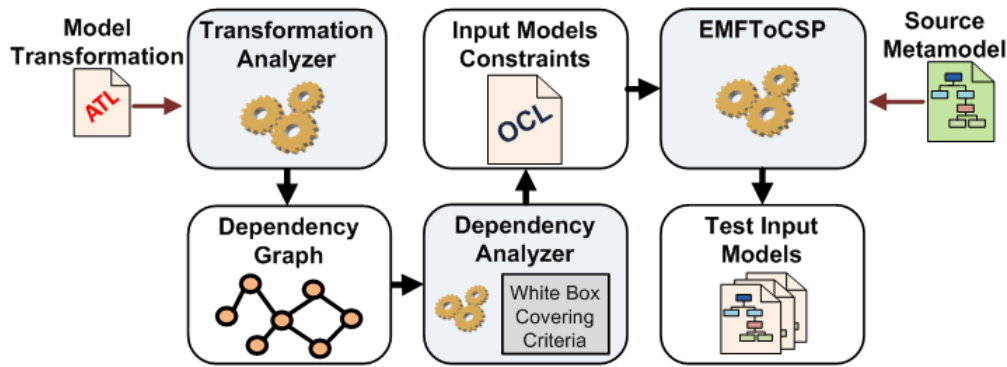 Model
Transformation
ATL
Transformation
Analyzer
Input Models
Constraints
OCL
EMFToCSP
Source
Metamodel
Dependency
Graph
Dependency
Analyzer
White Box
Covering
Criteria
Test Input
Models